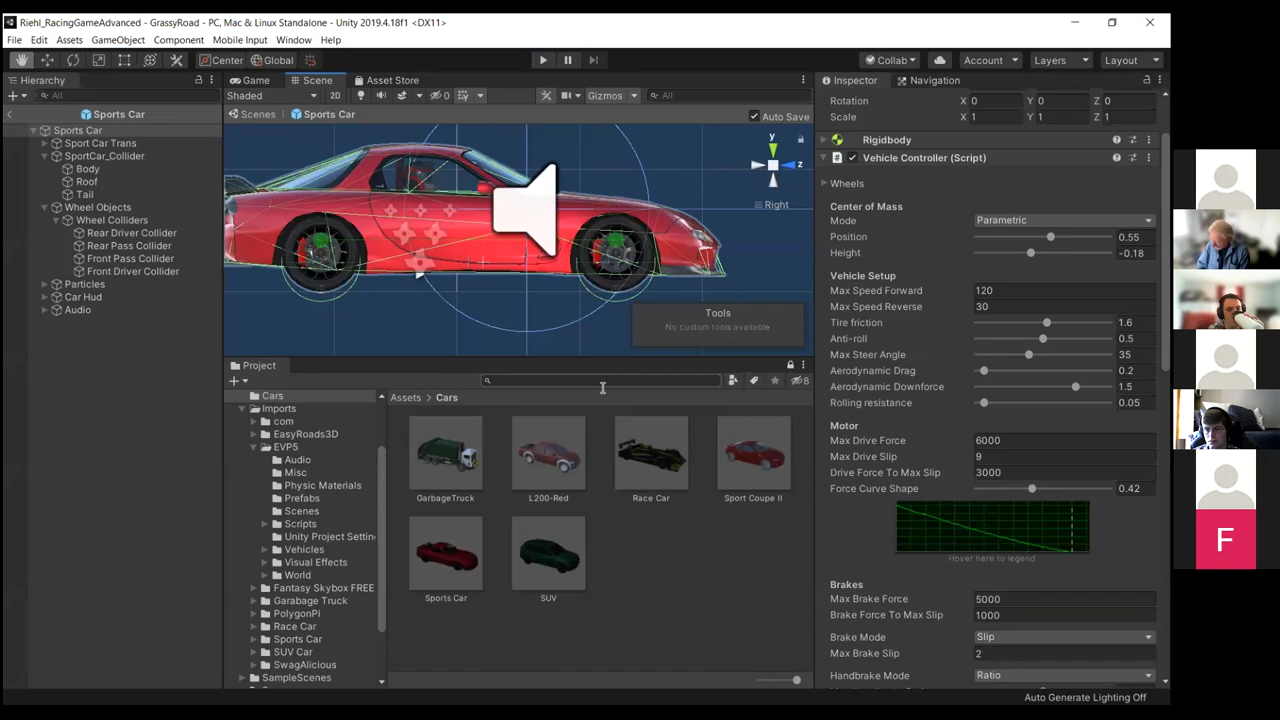 Riehl_RacingGameAdvanced - GrassyRoad - PC, Mac & Linux Standalone - Unity 2019.4.18f1 <DX11>
File Edit Assets GameObject Component Mobile Input Window Help
Center Global Collab Account Layers Layout
Hierarchy
All
Sports Car
Sports Car
Sport Car Trans
SportCar_Collider
Body
Roof
Tail
Wheel Objects
Wheel Colliders
Rear Driver Collider
Rear Pass Collider
Front Pass Collider
Front Driver Collider
Particles
Car Hud
Audio
Game Scene Asset Store
Shaded 2D 0 Gizmos All
Scenes Sports Car Auto Save
y
z
Right
Tools
No custom tools available
Project
8
Cars
Imports
com
EasyRoads3D
EVP5
Audio
Misc
Physic Materials
Prefabs
Scenes
Scripts
Unity Project Settin
Vehicles
Visual Effects
World
Fantasy Skybox FREE
Garabage Truck
PolygonPi
Race Car
Sports Car
SUV Car
SwagAlicious
SampleScenes
Assets Cars
GarbageTruck L200-Red Race Car Sport Coupe II
Sports Car SUV
Inspector Navigation
Rotation X 0 Y 0 Z 0
Scale X 1 Y 1 Z 1
Rigidbody
Vehicle Controller (Script)
Wheels
Center of Mass
Mode Parametric
Position 0.55
Height -0.18
Vehicle Setup
Max Speed Forward 120
Max Speed Reverse 30
Tire friction 1.6
Anti-roll 0.5
Max Steer Angle 35
Aerodynamic Drag 0.2
Aerodynamic Downforce 1.5
Rolling resistance 0.05
Motor
Max Drive Force 6000
Max Drive Slip 9
Drive Force To Max Slip 3000
Force Curve Shape 0.42
Hover here to legend
Brakes
Max Brake Force 5000
Brake Force To Max Slip 1000
Brake Mode Slip
Max Brake Slip 2
Handbrake Mode Ratio
Auto Generate Lighting Off
F